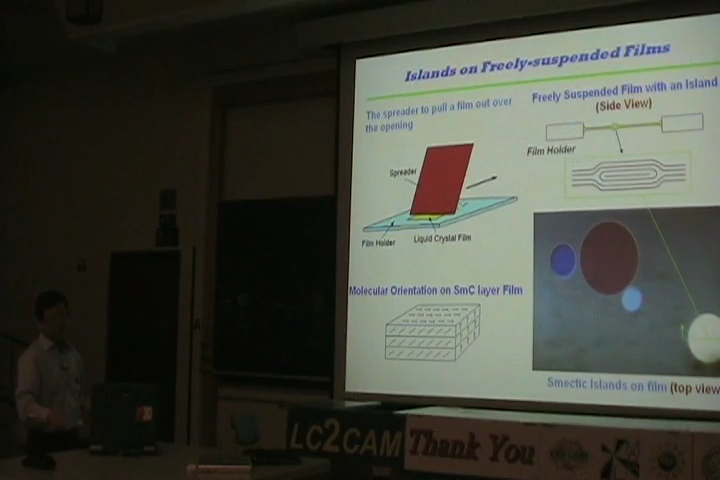 Islands on Freely-suspended Films
The spreader to pull a film out over
the opening
Spreader
Film Holder
Liquid Crystal Film
Molecular Orientation on SmC layer Film
Freely Suspended Film with an Island
(Side View)
Film Holder
Smectic Islands on film (top view
LC2CAM
Thank You